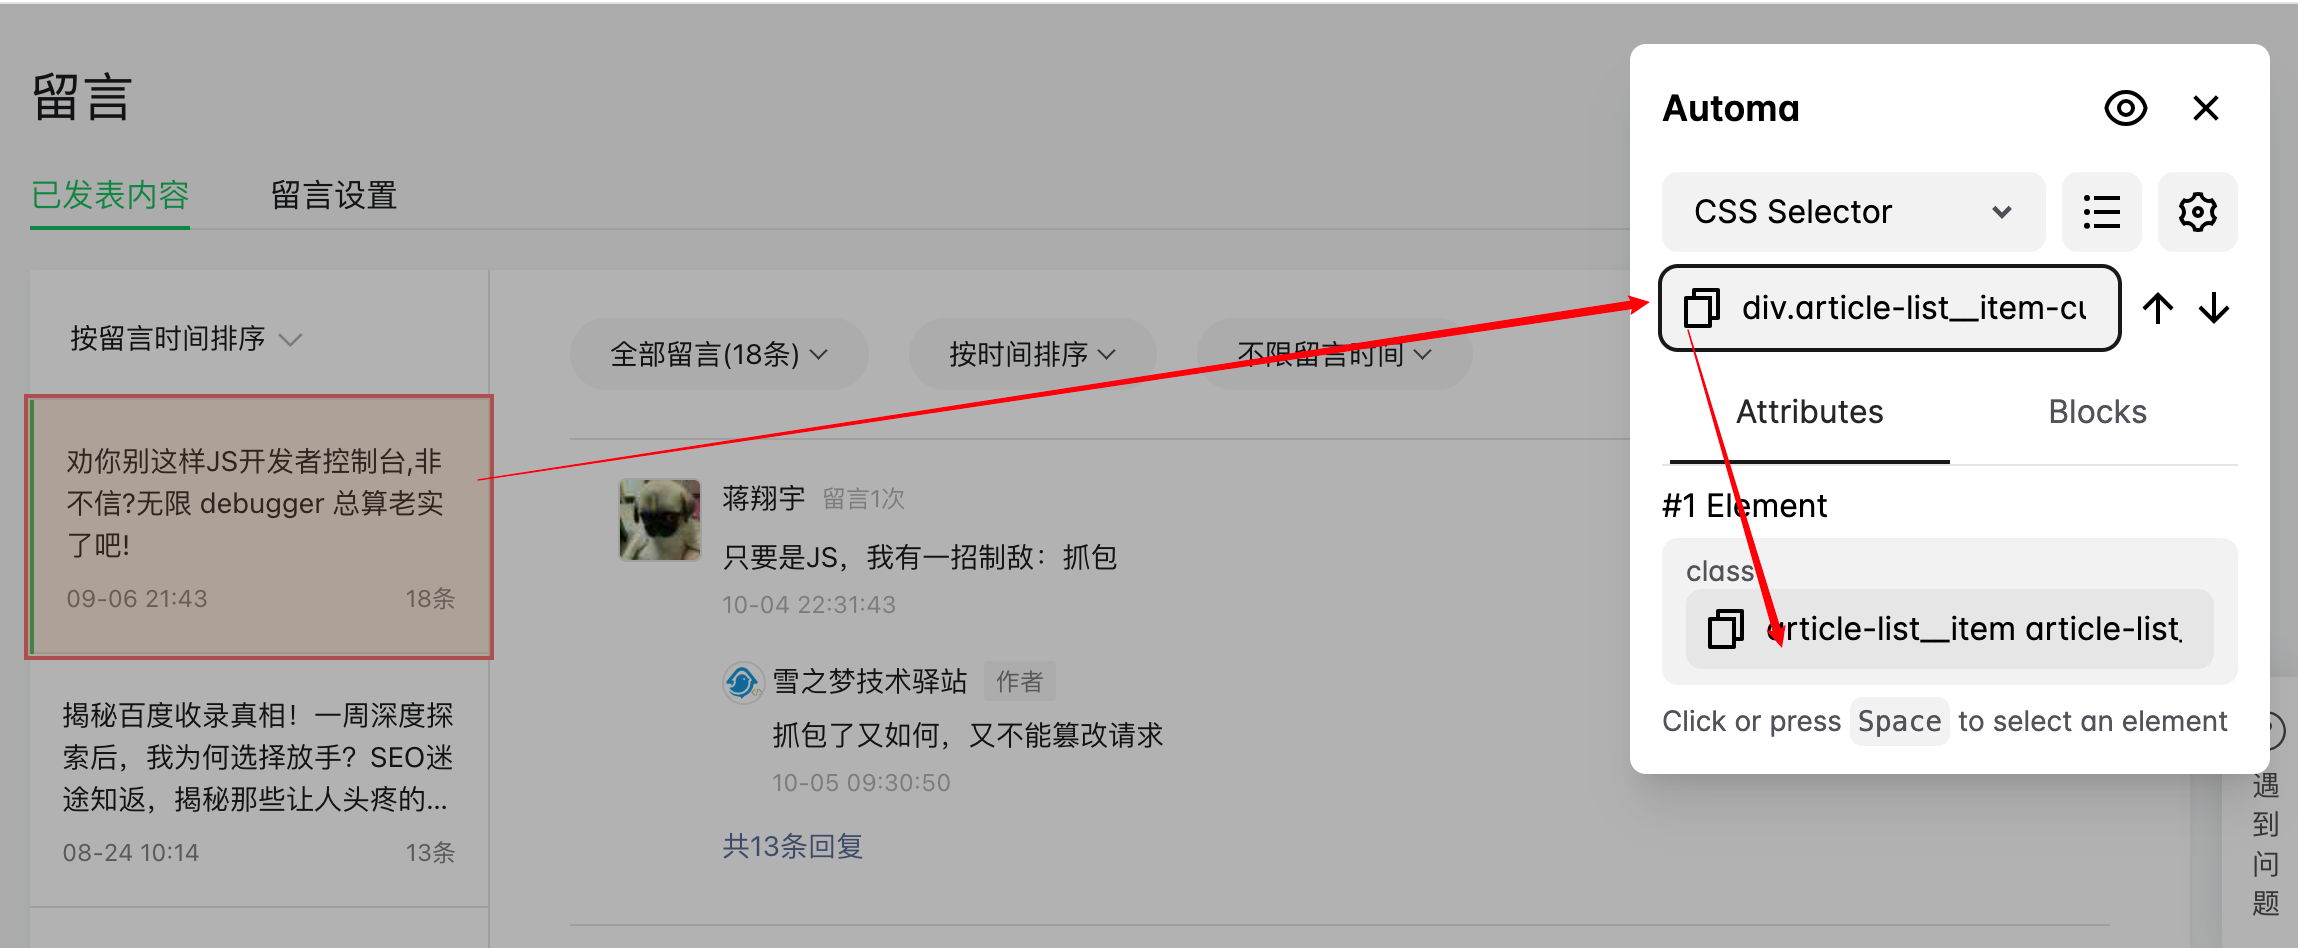 留言
已发表内容
留言设置
按留言时间排序
劝你别这样JS开发者控制台,非
不信?无限 debugger 总算老实
了吧!
09-06 21:43
18条
揭秘百度收录真相！一周深度探
索后，我为何选择放手？SEO迷
途知返，揭秘那些让人头疼的...
08-24 10:14
13条
全部留言(18条)
按时间排序
不限留言时间
蒋翔宇
留言1次
只要是JS，我有一招制敌：抓包
10-04 22:31:43
雪之梦技术驿站
作者
抓包了又如何，又不能篡改请求
10-05 09:30:50
共13条回复
Automa
CSS Selector
div.article-list__item-cu
Attributes
Blocks
#1 Element
class
article-list__item article-list_
Click or press Space to select an element
遇
到
问
题